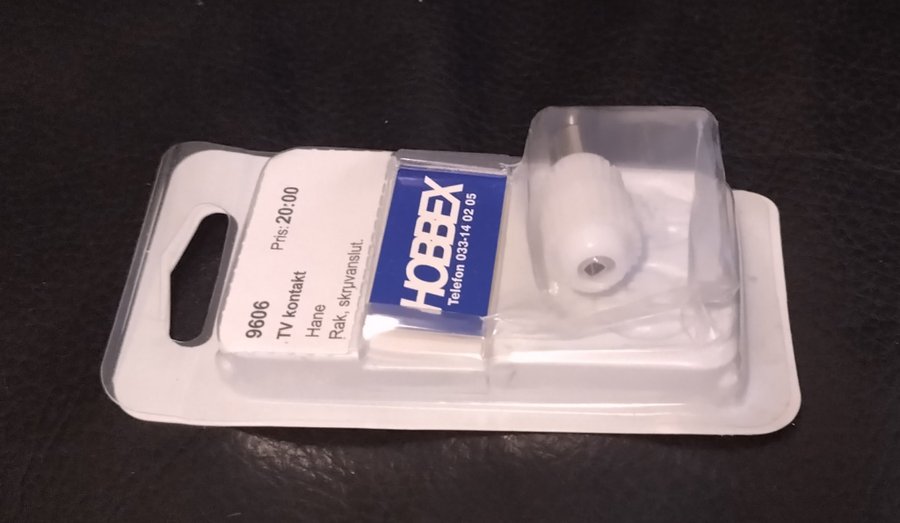 9606
Pris: 20:00
TV kontakt
Hane
Rak, skruvanslut.
HOBBEX
Telefon 033-14 02 05